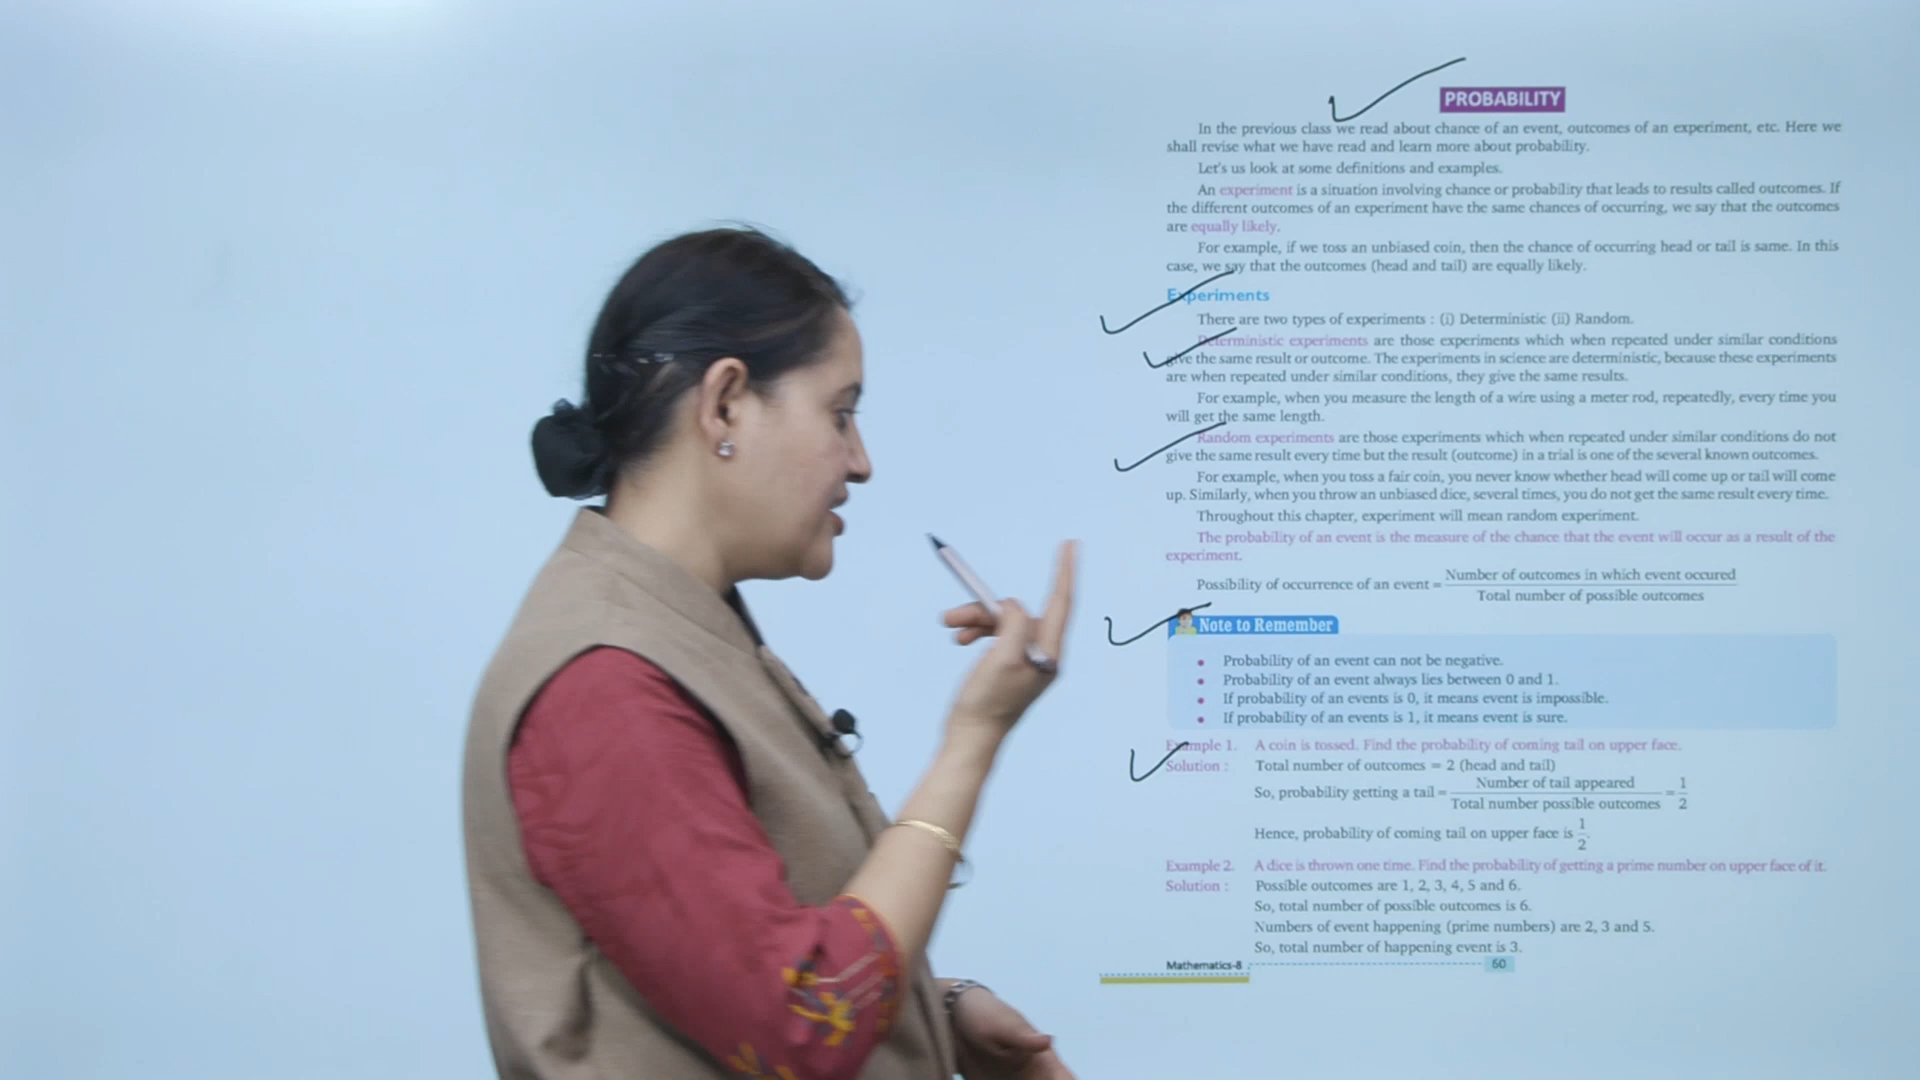 PROBABILITY
In the previous class we read about chance of an event, outcomes of an experiment, etc. Here we
shall revise what we have read and learn more about probability.
Let's us look at some definitions and examples.
An experiment is a situation involving chance or probability that leads to results called outcomes. If
the different outcomes of an experiment have the same chances of occurring, we say that the outcomes
are equally likely.
For example, if we toss an unbiased coin, then the chance of occurring head or tail is same. In this
case, we say that the outcomes (head and tail) are equally likely.
Experiments
There are two types of experiments : (i) Deterministic (ii) Random.
Deterministic experiments are those experiments which when repeated under similar conditions
give the same result or outcome. The experiments in science are deterministic, because these experiments
are when repeated under similar conditions, they give the same results.
For example, when you measure the length of a wire using a meter rod, repeatedly, every time you
will get the same length.
Random experiments are those experiments which when repeated under similar conditions do not
give the same result every time but the result (outcome) in a trial is one of the several known outcomes.
For example, when you toss a fair coin, you never know whether head will come up or tail will come
up. Similarly, when you throw an unbiased dice, several times, you do not get the same result every time.
Throughout this chapter, experiment will mean random experiment.
The probability of an event is the measure of the chance that the event will occur as a result of the
experiment.
Possibility of occurrence of an event = Number of outcomes in which event occured
Total number of possible outcomes
Note to Remember
• Probability of an event can not be negative.
• Probability of an event always lies between 0 and 1.
• If probability of an events is 0, it means event is impossible.
• If probability of an events is 1, it means event is sure.
Example 1. A coin is tossed. Find the probability of coming tail on upper face.
Solution : Total number of outcomes = 2 (head and tail)
So, probability getting a tail = Number of tail appeared / Total number possible outcomes = 1/2
Hence, probability of coming tail on upper face is 1/2.
Example 2. A dice is thrown one time. Find the probability of getting a prime number on upper face of it.
Solution : Possible outcomes are 1, 2, 3, 4, 5 and 6.
So, total number of possible outcomes is 6.
Numbers of event happening (prime numbers) are 2, 3 and 5.
So, total number of happening event is 3.
Mathematics-8 60